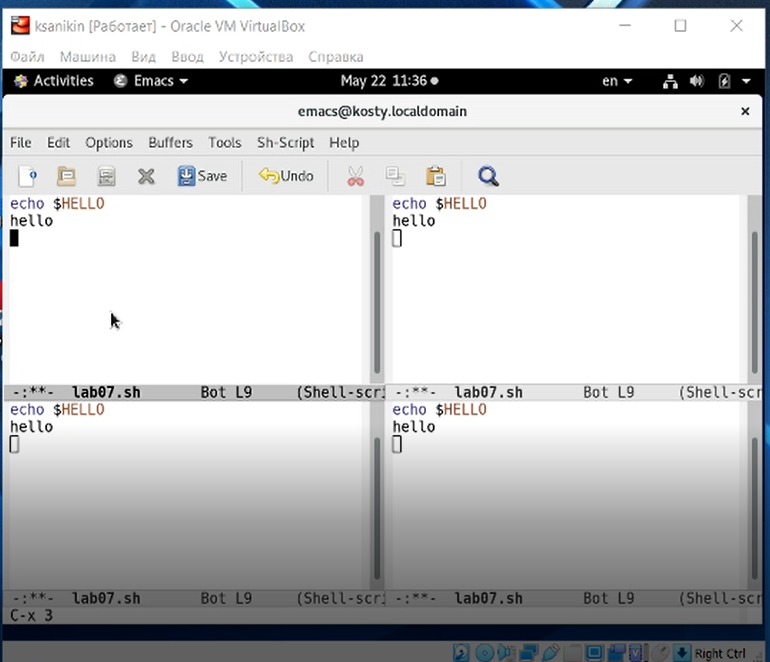 ksanikin [Работает] - Oracle VM VirtualBox
Файл Машина Вид Ввод Устройства Справка
Activities Emacs May 22 11:36 en
emacs@kosty.localdomain
File Edit Options Buffers Tools Sh-Script Help
Save Undo
echo $HELLO echo $HELLO
hello hello
-:**- lab07.sh Bot L9 (Shell-scri -:**- lab07.sh Bot L9 (Shell-scr
echo $HELLO echo $HELLO
hello hello
-:**- lab07.sh Bot L9 (Shell-scri -:**- lab07.sh Bot L9 (Shell-scr
C-x 3
Right Ctrl